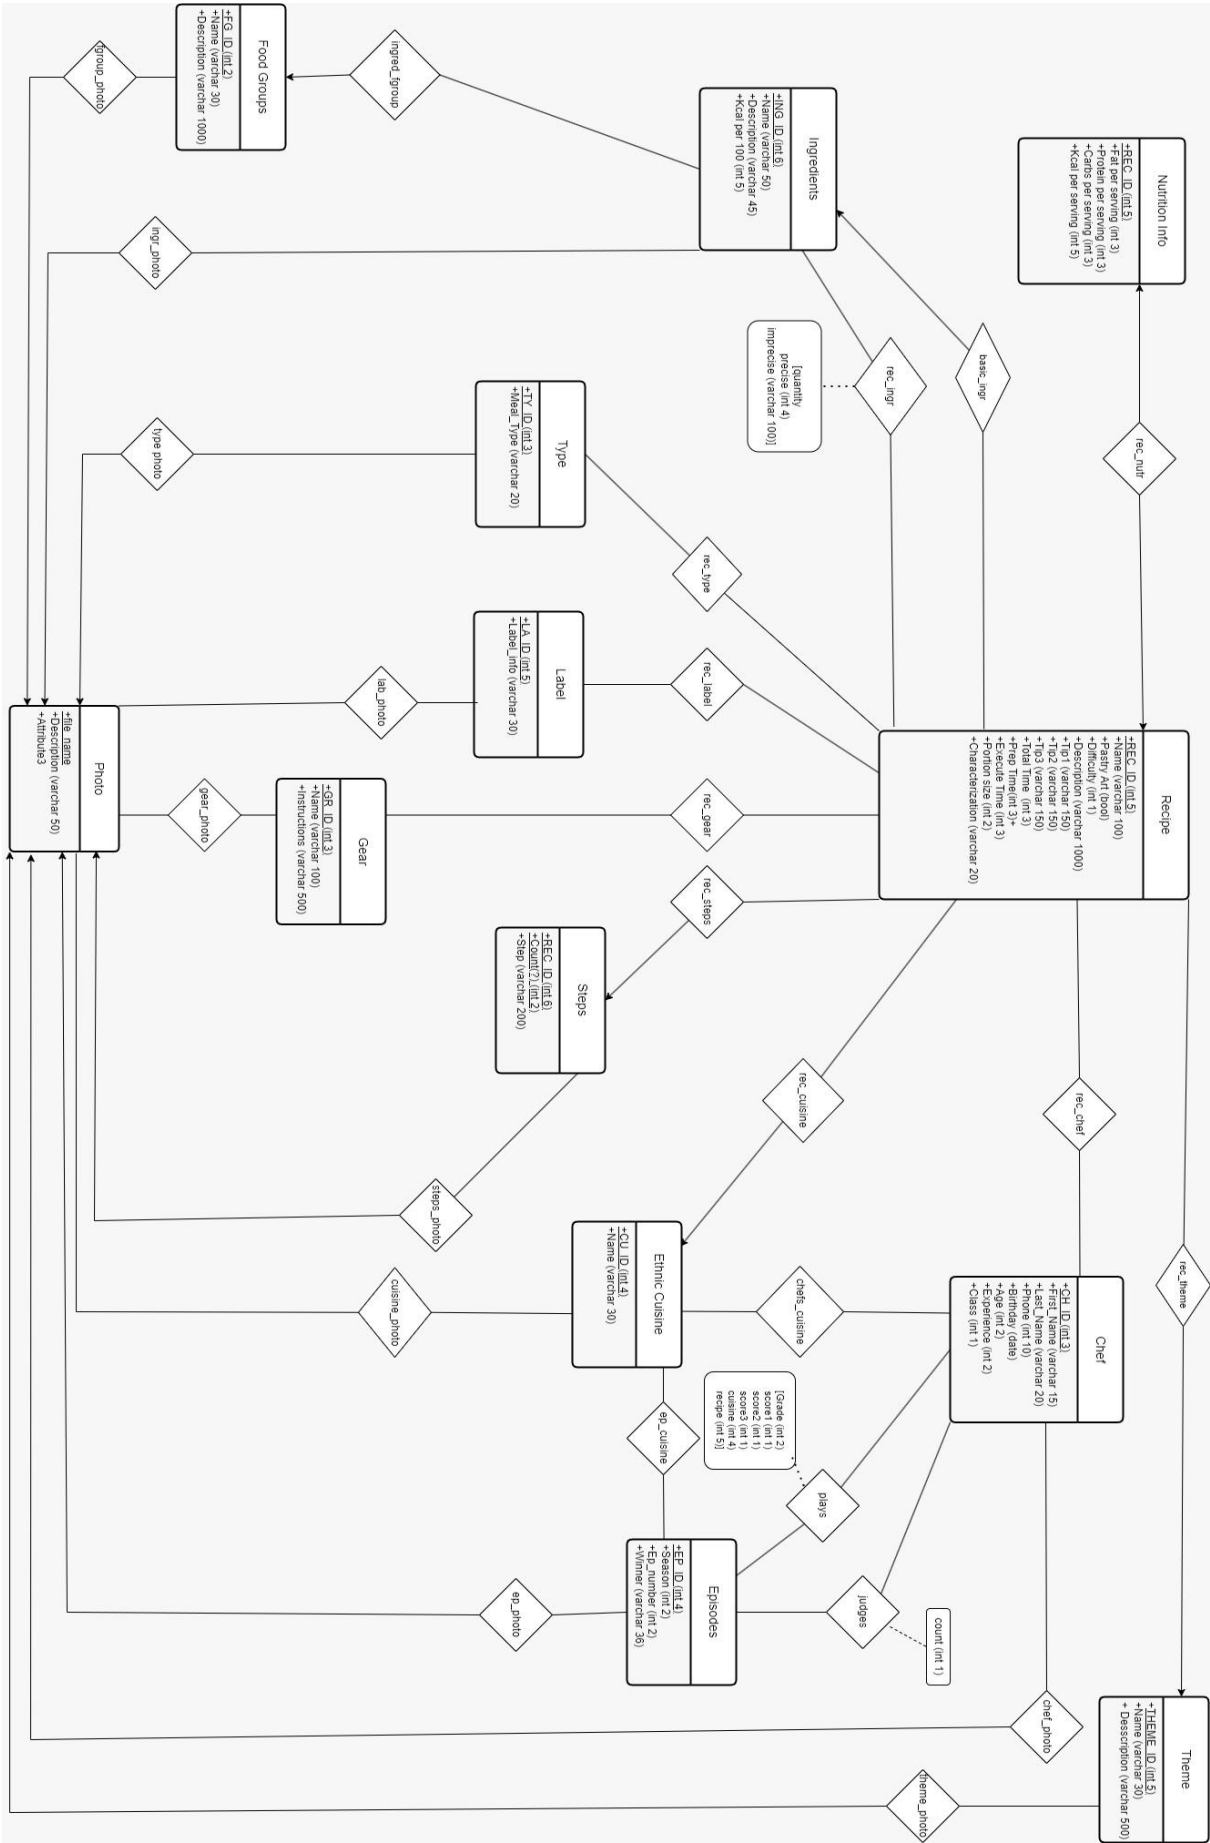 Nutrition Info
+REC_ID (int 5)
+Fat per serving (int 3)
+Protein per serving (int 3)
+Carbs per serving (int 3)
+Kcal per serving (int 5)
rec_nutr
Recipe
+REC_ID (int 5)
+Name (varchar 100)
+Pastry Art (bool)
+Difficulty (int 1)
+Description (varchar 1000)
+Tip1 (varchar 150)
+Tip2 (varchar 150)
+Tip3 (varchar 150)
+Total Time (int 3)
+Prep Time(int 3)+
+Execute Time (int 3)
+Portion size (int 2)
+Characterization (varchar 20)
rec_theme
Theme
+THEME_ID (int 5)
+Name (varchar 30)
+ Desscription (varchar 500)
rec_chef
Chef
+CH_ID (int 3)
+First_Name (varchar 15)
+Last_Name (varchar 20)
+Phone (int 10)
+Birthday (date)
+Age (int 2)
+Experience (int 2)
+Class (int 1)
chef_photo
basic_ingr
rec_ingr
[quantity
precise (int 4)
imprecise (varchar 100)]
Ingredients
+ING_ID (int 6)
+Name (varchar 50)
+Description (varchar 45)
+Kcal per 100 (int 5)
count (int 1)
judges
theme_photo
plays
[Grade (int 2)
score1 (int 1)
score2 (int 1)
score3 (int 1)
cuisine (int 4)
recipe (int 5)]
chefs_cuisine
rec_cuisine
rec_type
rec_label
rec_gear
rec_steps
Episodes
+EP_ID (int 4)
+Season (int 2)
+Ep_number (int 2)
+Winner (varchar 36)
ep_cuisine
Ethnic Cuisine
+CU_ID (int 4)
+Name (varchar 30)
Steps
+REC_ID (int 6)
+Count(?) (int 2)
+Step (varchar 200)
Type
+TY_ID (int 3)
+Meal_Type (varchar 20)
Label
+LA_ID (int 5)
+Label_info (varchar 30)
ep_photo
steps_photo
ingred_fgroup
lab_photo
cuisine_photo
Gear
+GR_ID (int 3)
+Name (varchar 100)
+Instructions (varchar 500)
Food Groups
+FG_ID (int 2)
+Name (varchar 30)
+Description (varchar 1000)
gear_photo
ingr_photo
type photo
fgroup_photo
Photo
+file_name
+Description (varchar 50)
+Attribute3